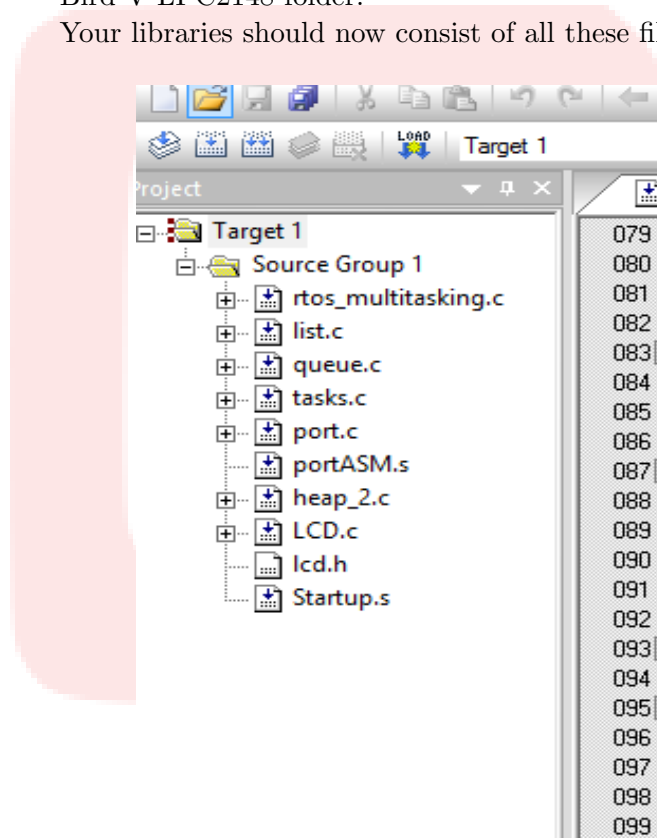 Your libraries should now consist of all these
LOAD
Target 1
Project
Target 1
Source Group 1
rtos_multitasking.c
list.c
queue.c
tasks.c
port.c
portASM.s
heap_2.c
LCD.c
lcd.h
Startup.s
079
080
081
082
083
084
085
086
087
088
089
090
091
092
093
094
095
096
097
098
099